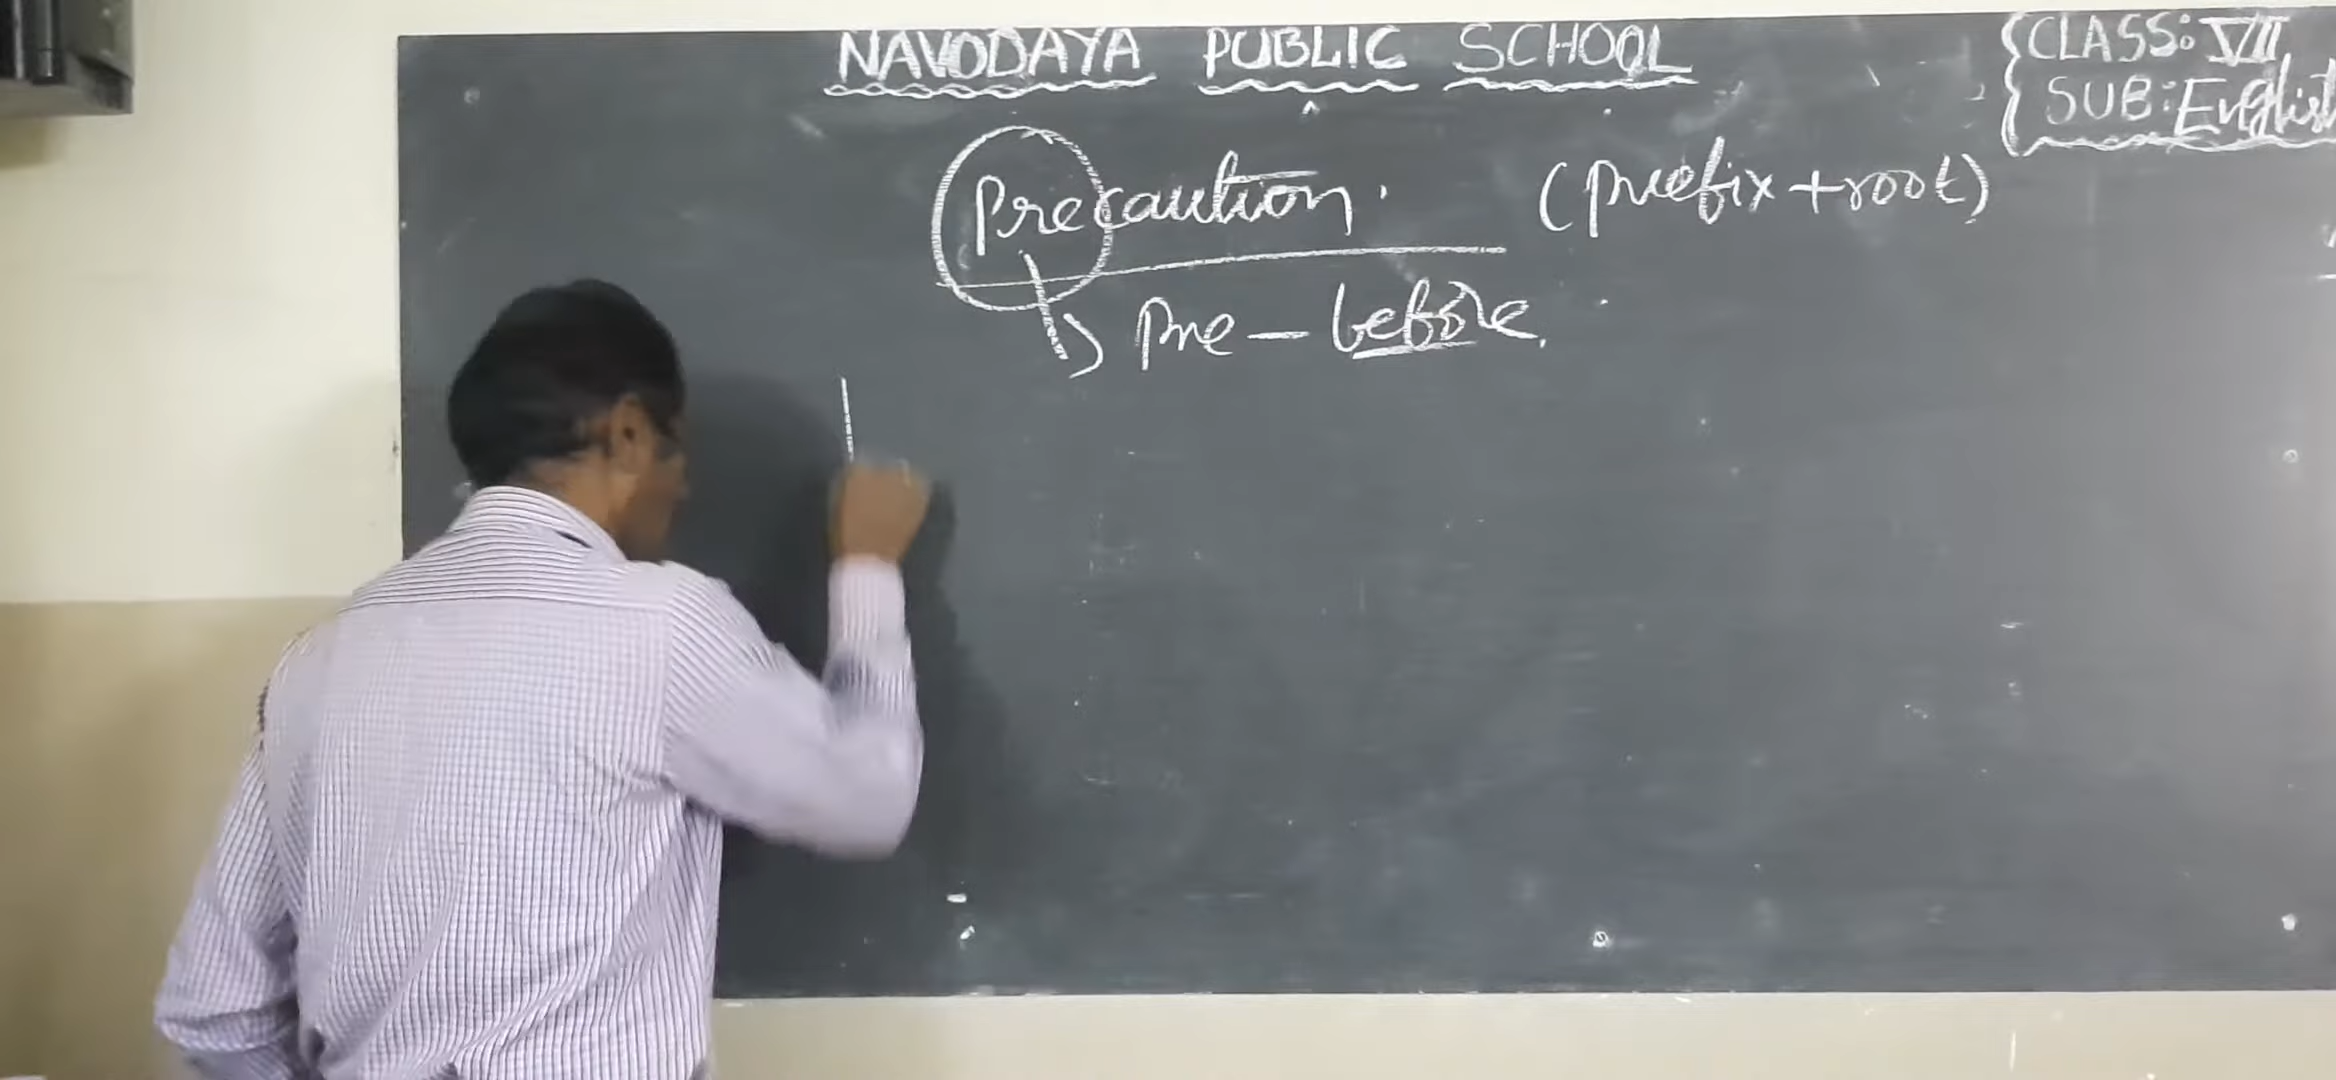 NAVODAYA PUBLIC SCHOOL
CLASS: VII
SUB: English
Precaution. (prefix + root)
Pre - before.